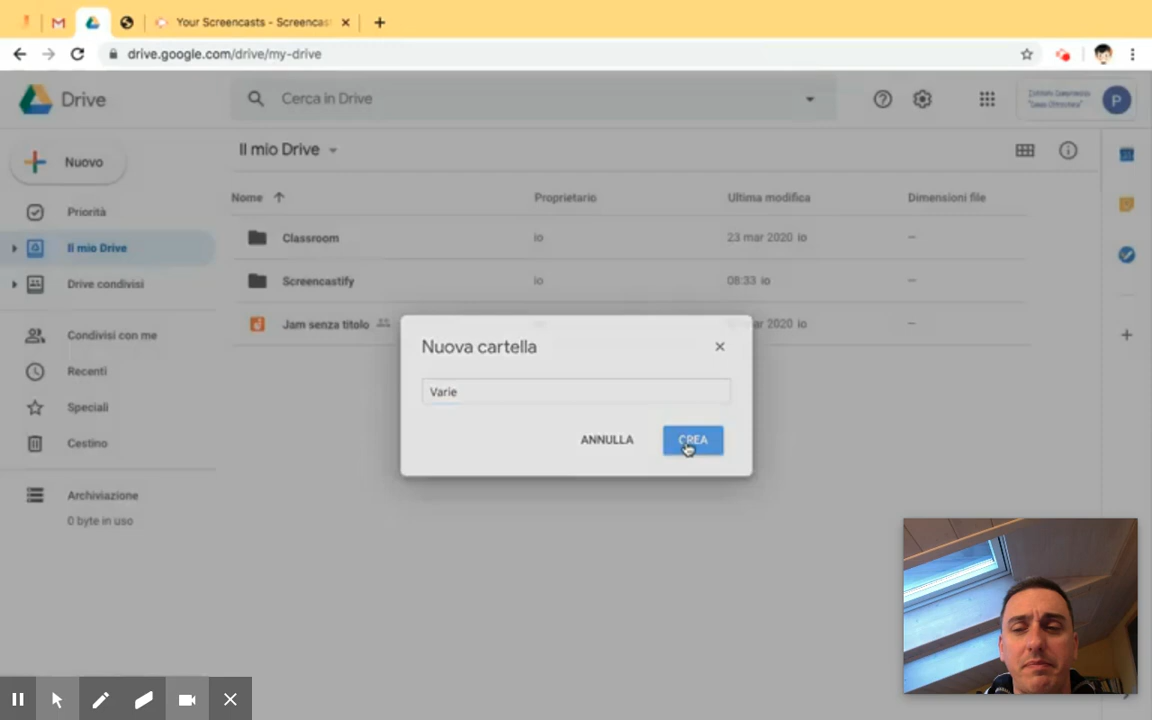 Your Screencasts - Screencas
drive.google.com/drive/my-drive
Drive
Cerca in Drive
P
Nuovo
Il mio Drive
Nome
Proprietario
Ultima modifica
Dimensioni file
Priorità
Classroom
io
23 mar 2020 io
–
Il mio Drive
Screencastify
io
08:33 io
–
Drive condivisi
Jam senza titolo
mar 2020 io
–
Condivisi con me
Nuova cartella
Recenti
Varie
Speciali
ANNULLA
CREA
Cestino
Archiviazione
0 byte in uso